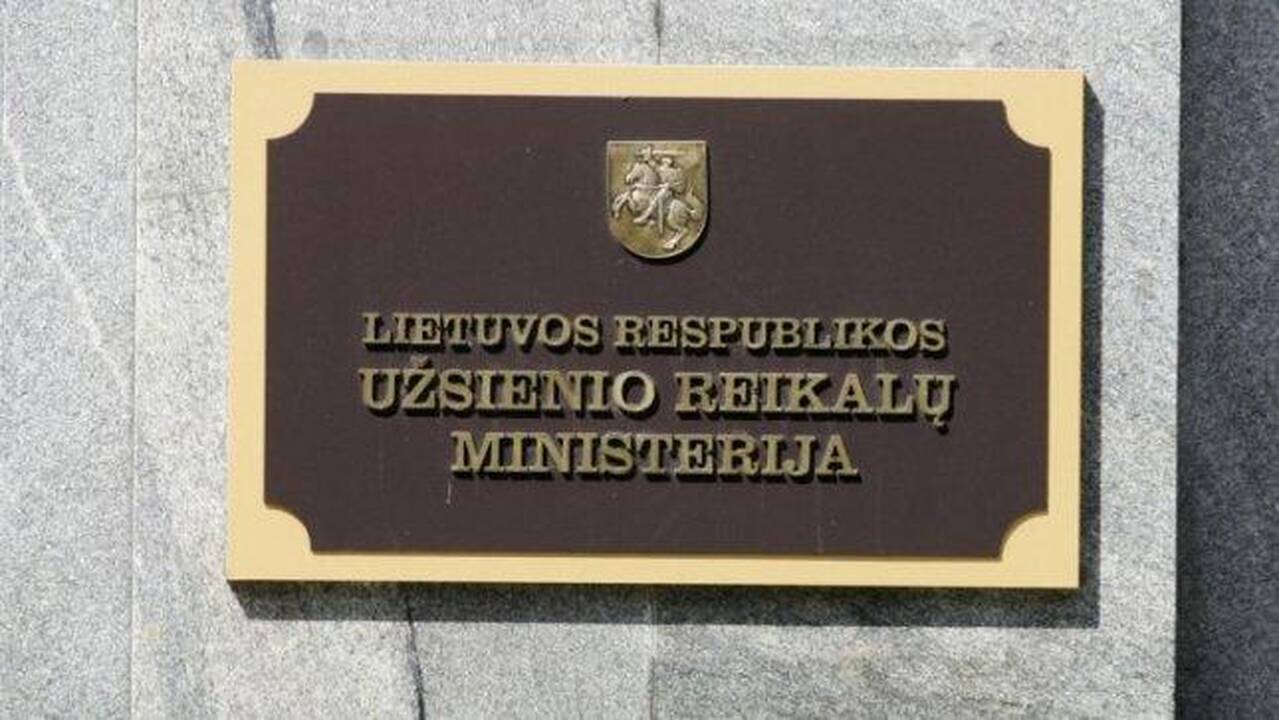 LIETUVOS RESPUBLIKOS
UŽSIENIO REIKALŲ
MINISTERIJA